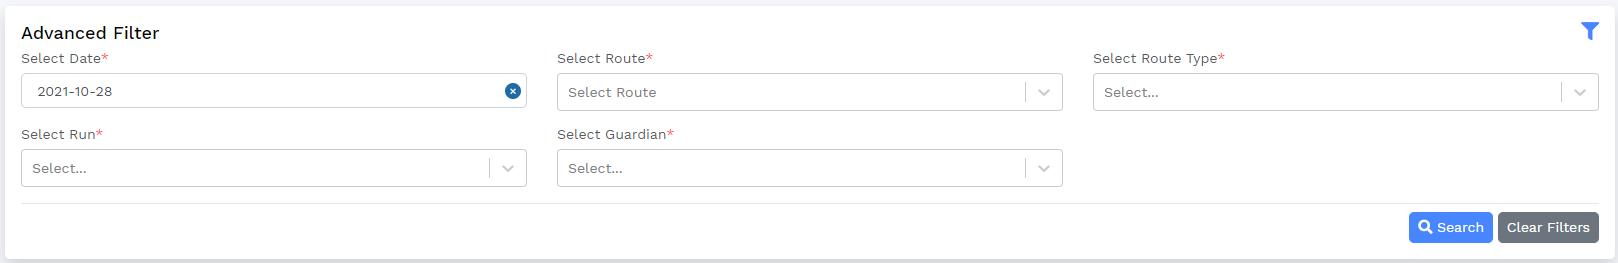 Advanced Filter
Select Date* Select Route* Select Route Type*
2021-10-28 Select Route Select...
Select Run* Select Guardian*
Select... Select...
Search Clear Filters